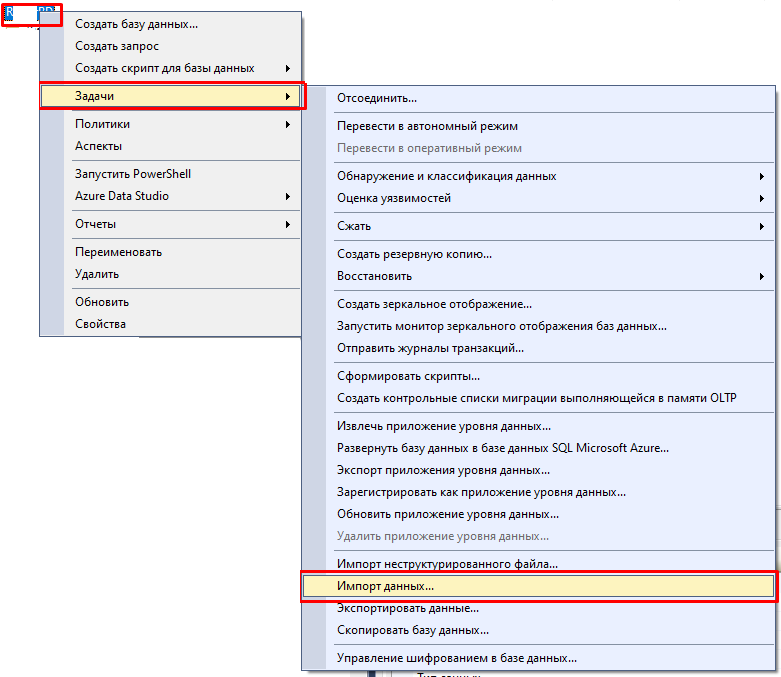 Создать базу данных...
Создать запрос
Создать скрипт для базы данных
Задачи
Политики
Аспекты
Запустить PowerShell
Azure Data Studio
Отчеты
Переименовать
Удалить
Обновить
Свойства
Отсоединить...
Перевести в автономный режим
Перевести в оперативный режим
Обнаружение и классификация данных
Оценка уязвимостей
Сжать
Создать резервную копию...
Восстановить
Создать зеркальное отображение...
Запустить монитор зеркального отображения баз данных...
Отправить журналы транзакций...
Сформировать скрипты...
Создать контрольные списки миграции выполняющейся в памяти OLTP
Извлечь приложение уровня данных...
Развернуть базу данных в базе данных SQL Microsoft Azure...
Экспорт приложения уровня данных...
Зарегистрировать как приложение уровня данных...
Обновить приложение уровня данных...
Удалить приложение уровня данных...
Импорт неструктурированного файла...
Импорт данных...
Экспортировать данные...
Скопировать базу данных...
Управление шифрованием в базе данных...